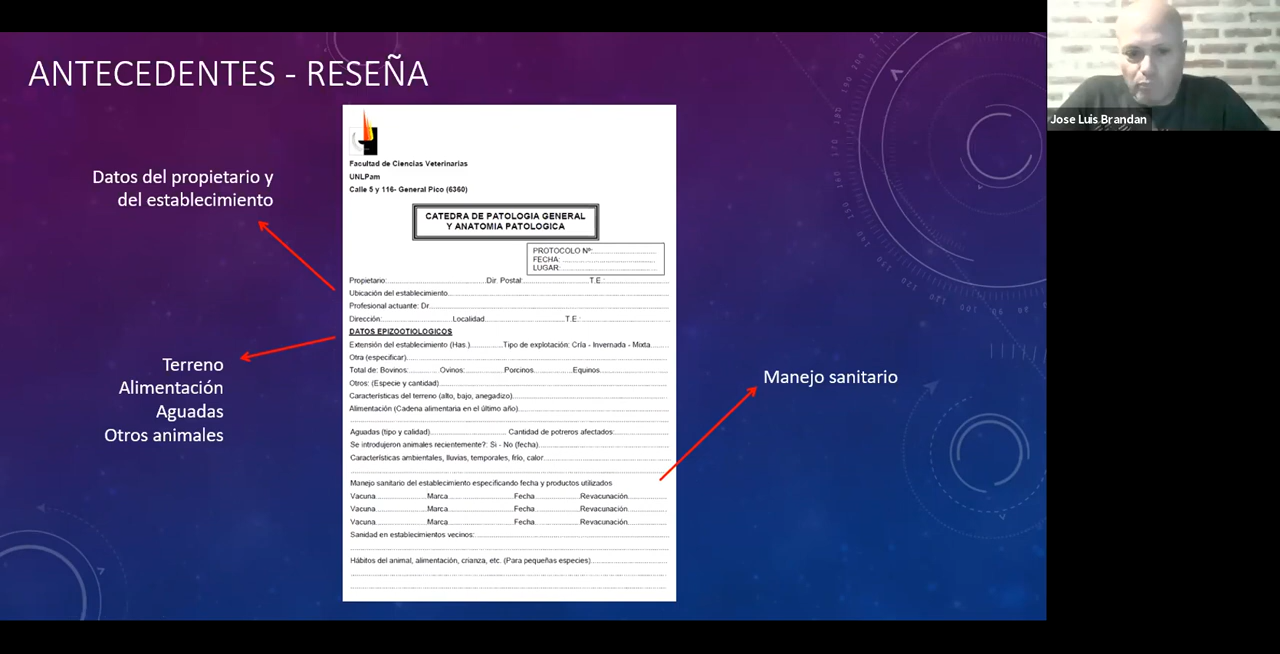 ANTECEDENTES - RESEÑA
Jose Luis Brandan
Datos del propietario y
del establecimiento
Terreno
Alimentación
Aguadas
Otros animales
Manejo sanitario
Facultad de Ciencias Veterinarias
UNLPam
Calle 5 y 116- General Pico (6360)
CATEDRA DE PATOLOGIA GENERAL
Y ANATOMIA PATOLOGICA
PROTOCOLO Nº:
FECHA:
LUGAR:
Propietario: Dir. Postal: T.E.:
Ubicación del establecimiento
Profesional actuante: Dr.
Dirección: Localidad T.E.:
DATOS EPIZOOTIOLOGICOS
Extensión del establecimiento (Has.) Tipo de explotación: Cría - Invernada - Mixta
Otra (especificar)
Total de: Bovinos: Ovinos: Porcinos Equinos
Otros: (Especie y cantidad)
Características del terreno (alto, bajo, anegadizo)
Alimentación (Cadena alimentaria en el último año)
Aguadas (tipo y calidad) Cantidad de potreros afectados:
Se introdujeron animales recientemente?: Si - No (fecha)
Características ambientales, lluvias, temporales, frío, calor
Manejo sanitario del establecimiento especificando fecha y productos utilizados
Vacuna Marca Fecha Revacunación
Vacuna Marca Fecha Revacunación
Vacuna Marca Fecha Revacunación
Sanidad en establecimientos vecinos:
Hábitos del animal, alimentación, crianza, etc. (Para pequeñas especies)